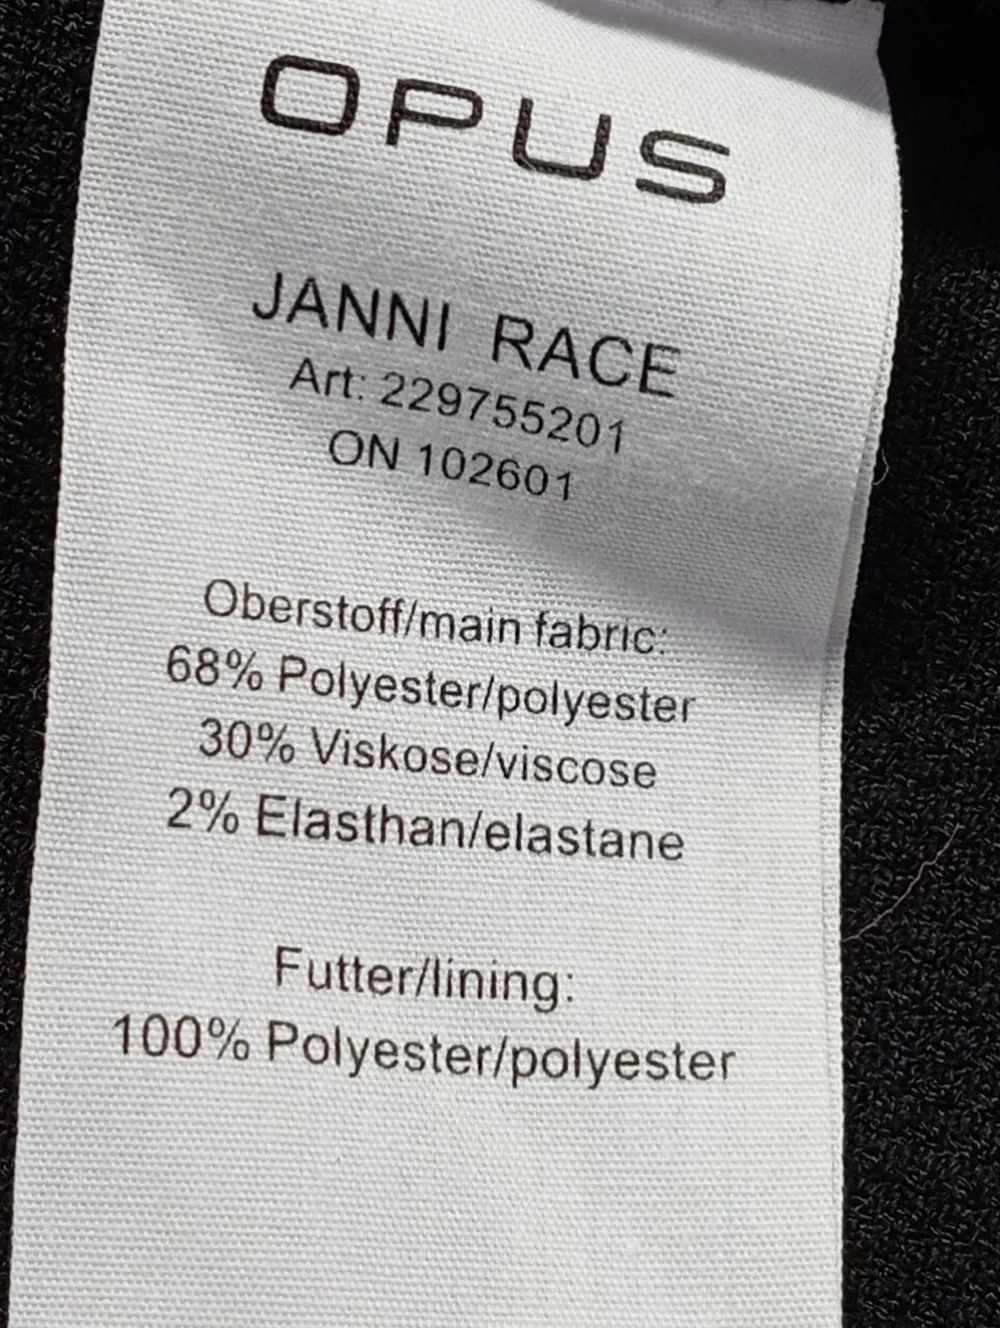 OPUS
JANNI RACE
Art: 229755201
ON 102601
Oberstoff/main fabric:
68% Polyester/polyester
30% Viskose/viscose
2% Elasthan/elastane
Futter/lining:
100% Polyester/polyester